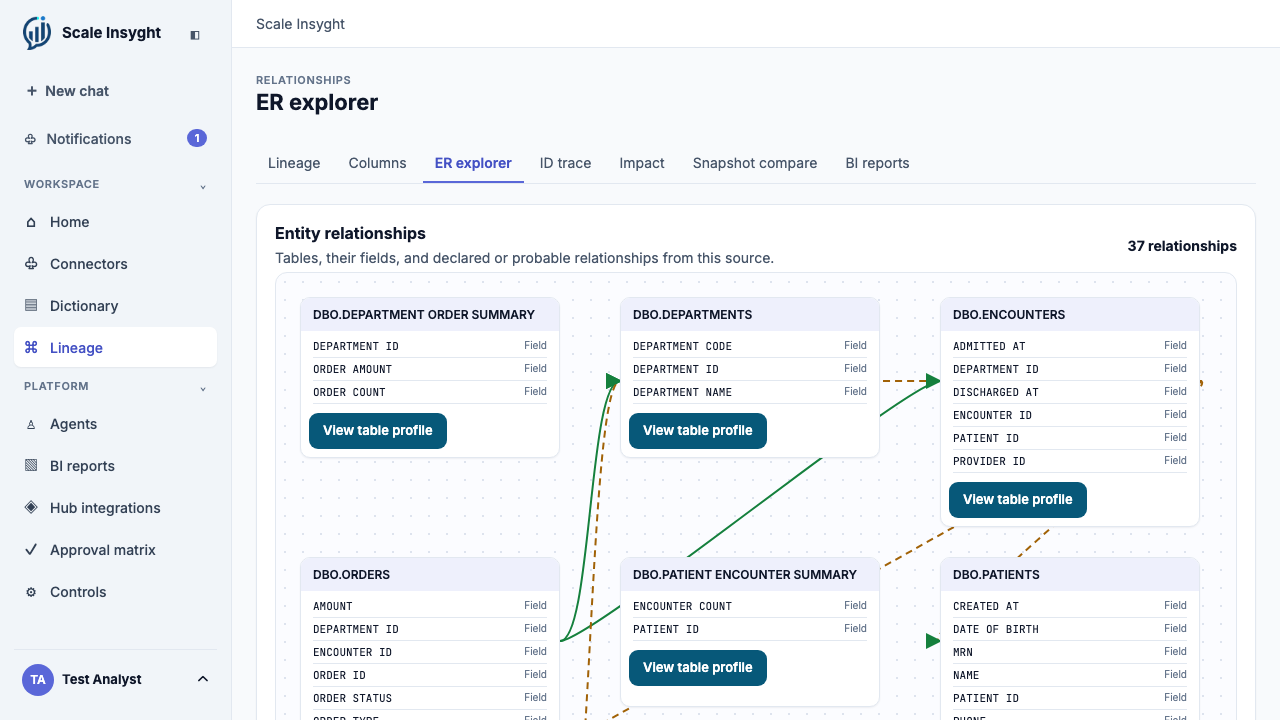 Scale Insyght
New chat
Notifications
1
WORKSPACE
Home
Connectors
Dictionary
Lineage
PLATFORM
Agents
BI reports
Hub integrations
Approval matrix
Controls
TA
Test Analyst
Scale Insyght
RELATIONSHIPS
ER explorer
Lineage
Columns
ER explorer
ID trace
Impact
Snapshot compare
BI reports
Entity relationships
Tables, their fields, and declared or probable relationships from this source.
37 relationships
DBO.DEPARTMENT ORDER SUMMARY
DEPARTMENT ID Field
ORDER AMOUNT Field
ORDER COUNT Field
View table profile
DBO.DEPARTMENTS
DEPARTMENT CODE Field
DEPARTMENT ID Field
DEPARTMENT NAME Field
View table profile
DBO.ENCOUNTERS
ADMITTED AT Field
DEPARTMENT ID Field
DISCHARGED AT Field
ENCOUNTER ID Field
PATIENT ID Field
PROVIDER ID Field
View table profile
DBO.ORDERS
AMOUNT Field
DEPARTMENT ID Field
ENCOUNTER ID Field
ORDER ID Field
ORDER STATUS Field
ORDER TYPE Field
DBO.PATIENT ENCOUNTER SUMMARY
ENCOUNTER COUNT Field
PATIENT ID Field
View table profile
DBO.PATIENTS
CREATED AT Field
DATE OF BIRTH Field
MRN Field
NAME Field
PATIENT ID Field
PHONE Field